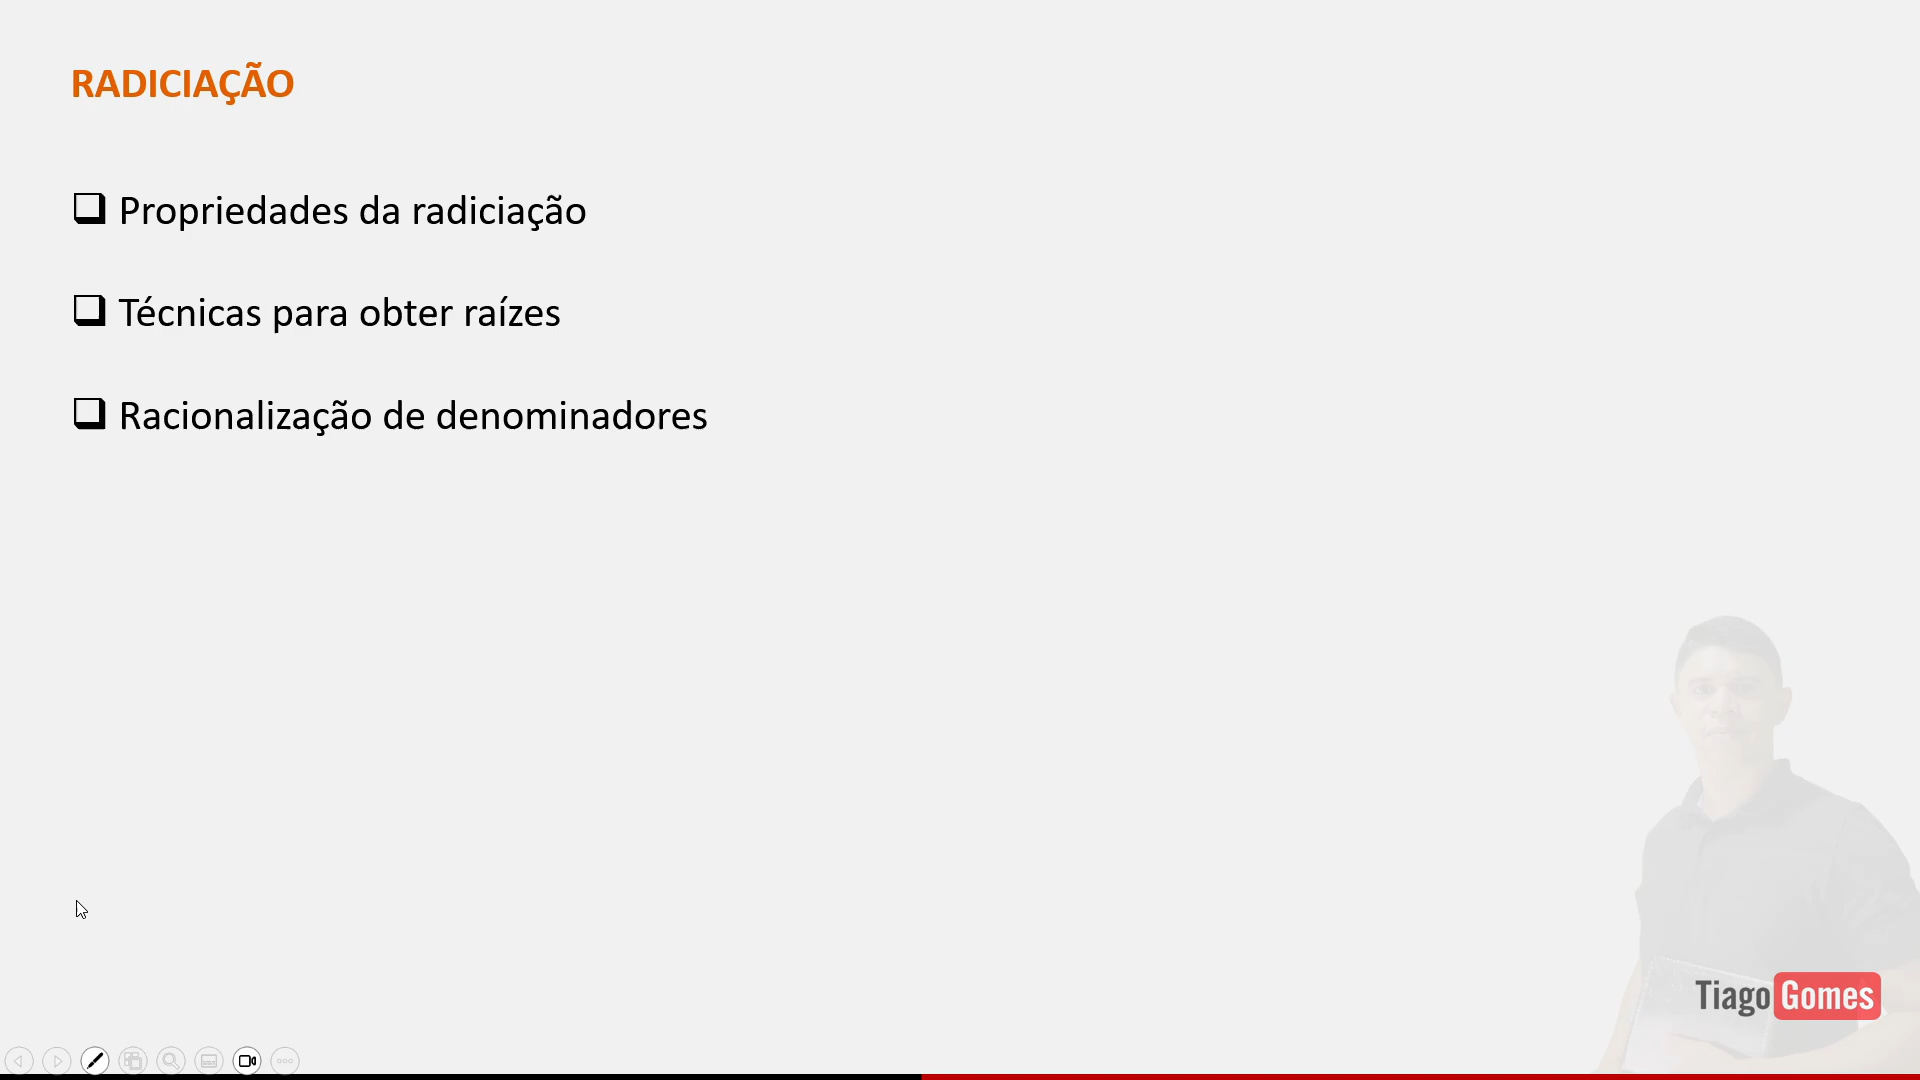 RADICIAÇÃO
Propriedades da radiciação
Técnicas para obter raízes
Racionalização de denominadores
Tiago Gomes